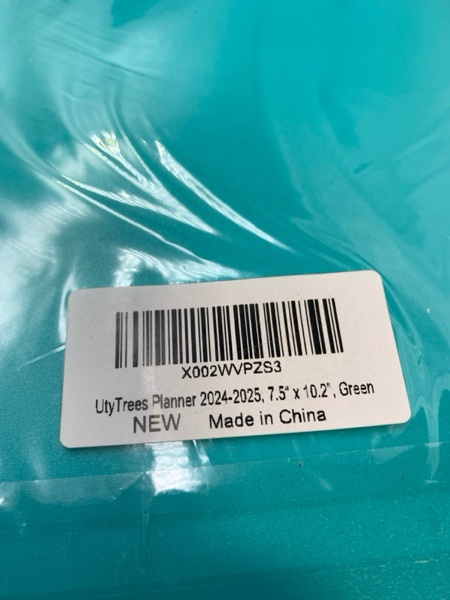 X002WVPZS3
UtyTrees Planner 2024-2025, 7.5" x 10.2", Green
NEW Made in China